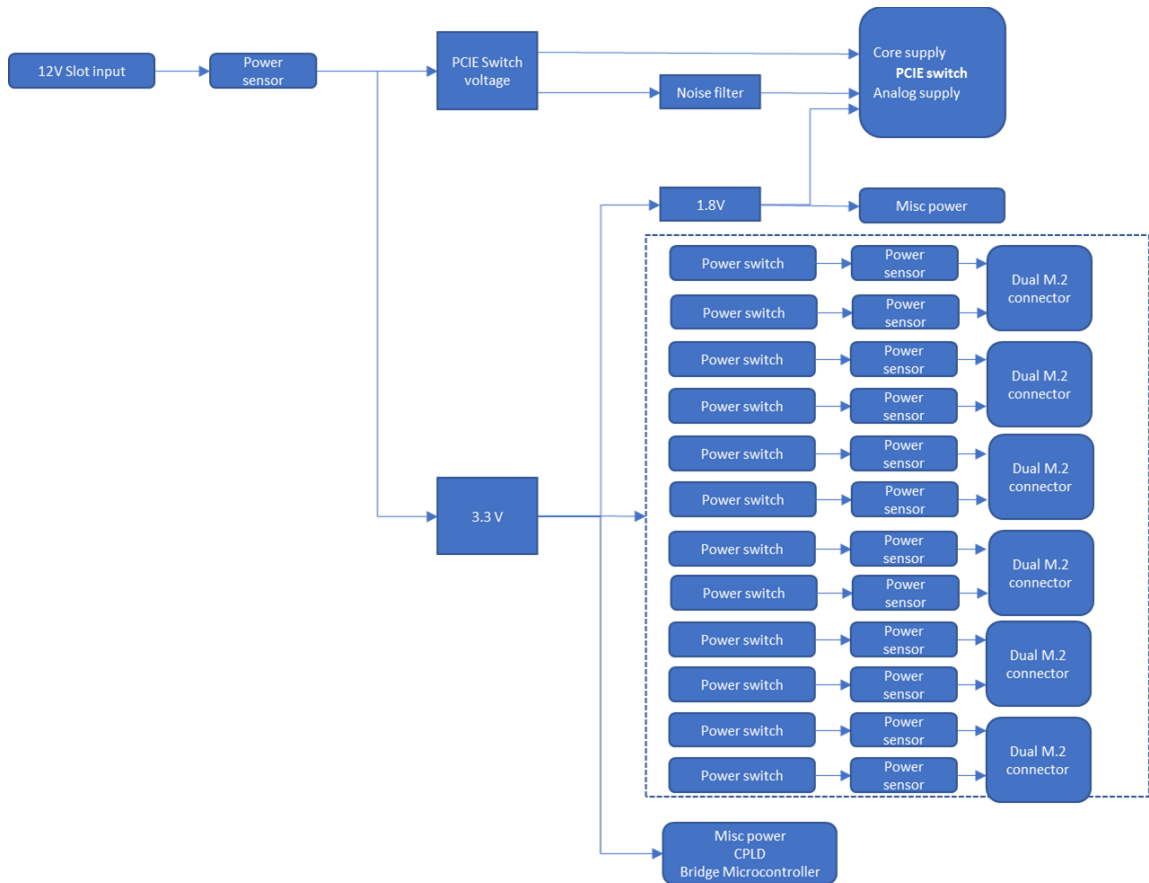 12V Slot input
Power
sensor
PCIE Switch
voltage
Noise filter
Core supply
PCIE switch
Analog supply
1.8V
Misc power
Power switch
Power
sensor
Dual M.2
connector
Power switch
Power
sensor
Power switch
Power
sensor
Dual M.2
connector
Power switch
Power
sensor
Power switch
Power
sensor
Dual M.2
connector
Power switch
Power
sensor
3.3 V
Power switch
Power
sensor
Dual M.2
connector
Power switch
Power
sensor
Power switch
Power
sensor
Dual M.2
connector
Power switch
Power
sensor
Power switch
Power
sensor
Dual M.2
connector
Power switch
Power
sensor
Misc power
CPLD
Bridge Microcontroller